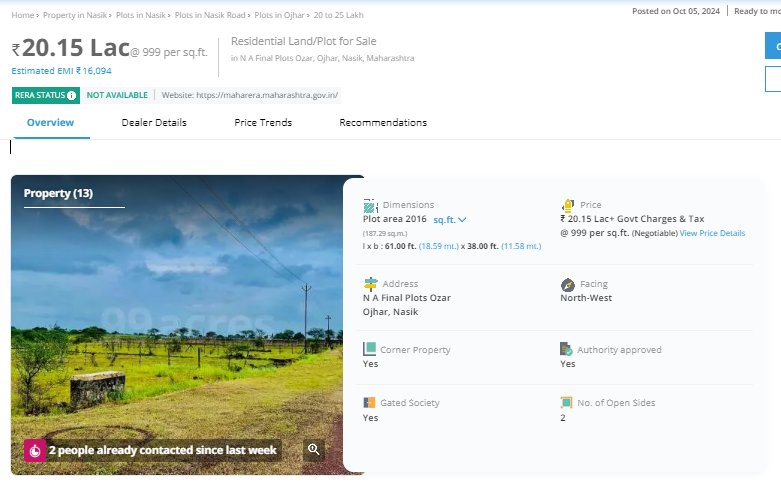 Home > Property in Nasik > Plots in Nasik > Plots in Nasik Road > Plots in Ojhar > 20 to 25 Lakh
Posted on Oct 05, 2024 | Ready to mo
₹20.15 Lac @ 999 per sq.ft.
Estimated EMI ₹16,094
Residential Land/Plot for Sale
in N A Final Plots Ozar, Ojhar, Nasik, Maharashtra
RERA STATUS NOT AVAILABLE | Website: https://maharera.maharashtra.gov.in/
Overview Dealer Details Price Trends Recommendations
Property (13)
99acres
2 people already contacted since last week
Dimensions
Plot area 2016 sq.ft.
(187.29 sq.m.)
l x b : 61.00 ft. (18.59 mt.) x 38.00 ft. (11.58 mt.)
Price
₹ 20.15 Lac+ Govt Charges & Tax
@ 999 per sq.ft. (Negotiable) View Price Details
Address
N A Final Plots Ozar
Ojhar, Nasik
Facing
North-West
Corner Property
Yes
Authority approved
Yes
Gated Society
Yes
No. of Open Sides
2